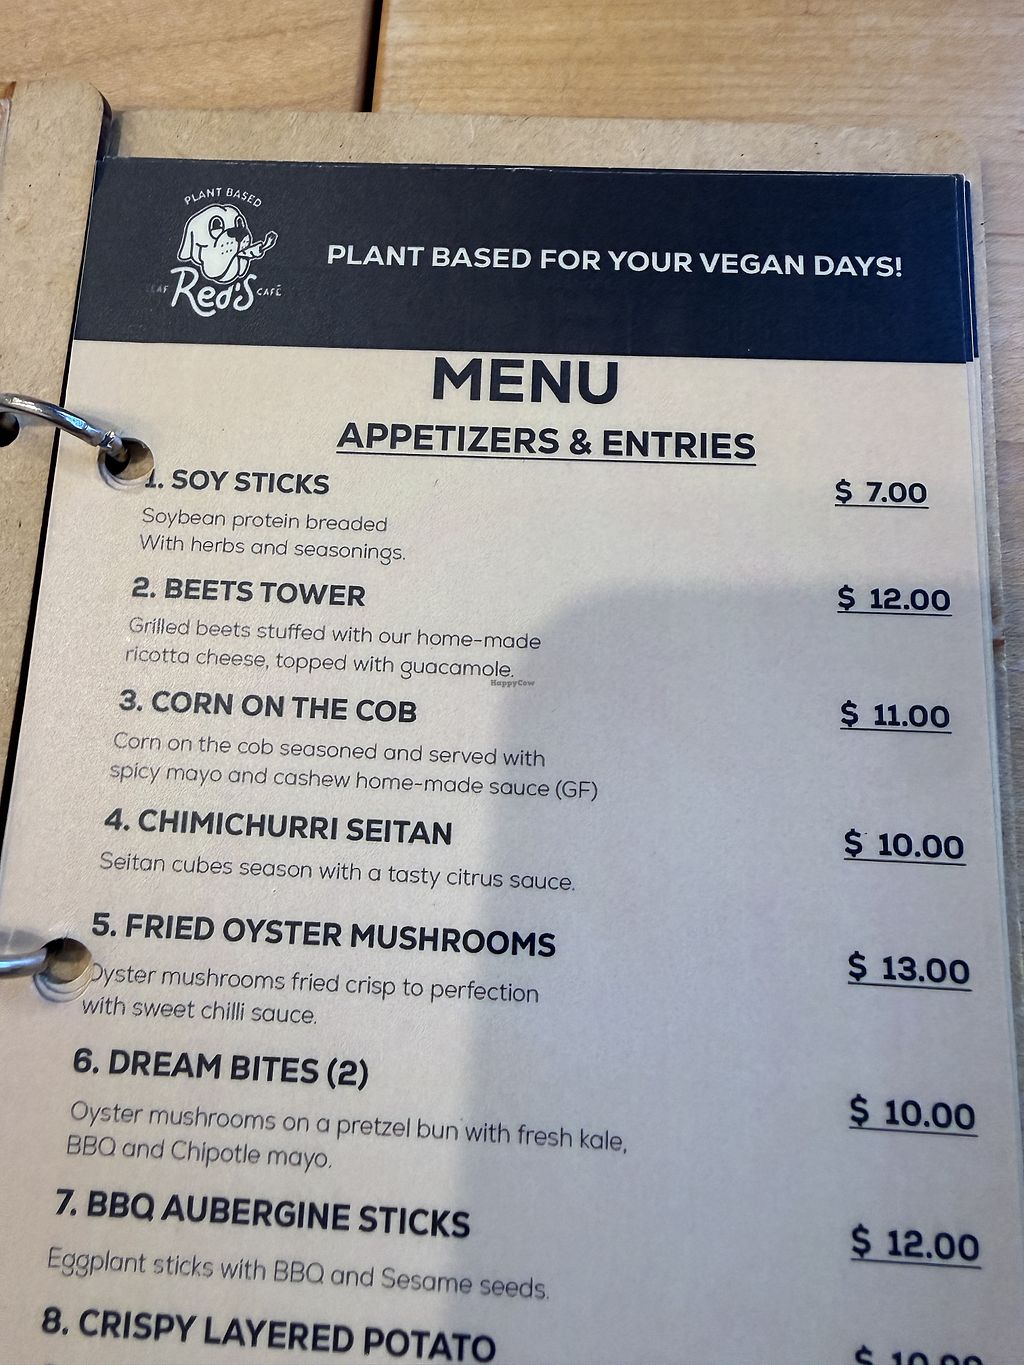 PLANT BASED
Red's
CAFÉ
PLANT BASED FOR YOUR VEGAN DAYS!
MENU
APPETIZERS & ENTRIES
1. SOY STICKS $ 7.00
Soybean protein breaded
With herbs and seasonings.
2. BEETS TOWER $ 12.00
Grilled beets stuffed with our home-made
ricotta cheese, topped with guacamole.
HappyCow
3. CORN ON THE COB $ 11.00
Corn on the cob seasoned and served with
spicy mayo and cashew home-made sauce (GF)
4. CHIMICHURRI SEITAN $ 10.00
Seitan cubes season with a tasty citrus sauce.
5. FRIED OYSTER MUSHROOMS $ 13.00
Oyster mushrooms fried crisp to perfection
with sweet chilli sauce.
6. DREAM BITES (2) $ 10.00
Oyster mushrooms on a pretzel bun with fresh kale,
BBQ and Chipotle mayo.
7. BBQ AUBERGINE STICKS $ 12.00
Eggplant sticks with BBQ and Sesame seeds.
8. CRISPY LAYERED POTATO $ 10.00